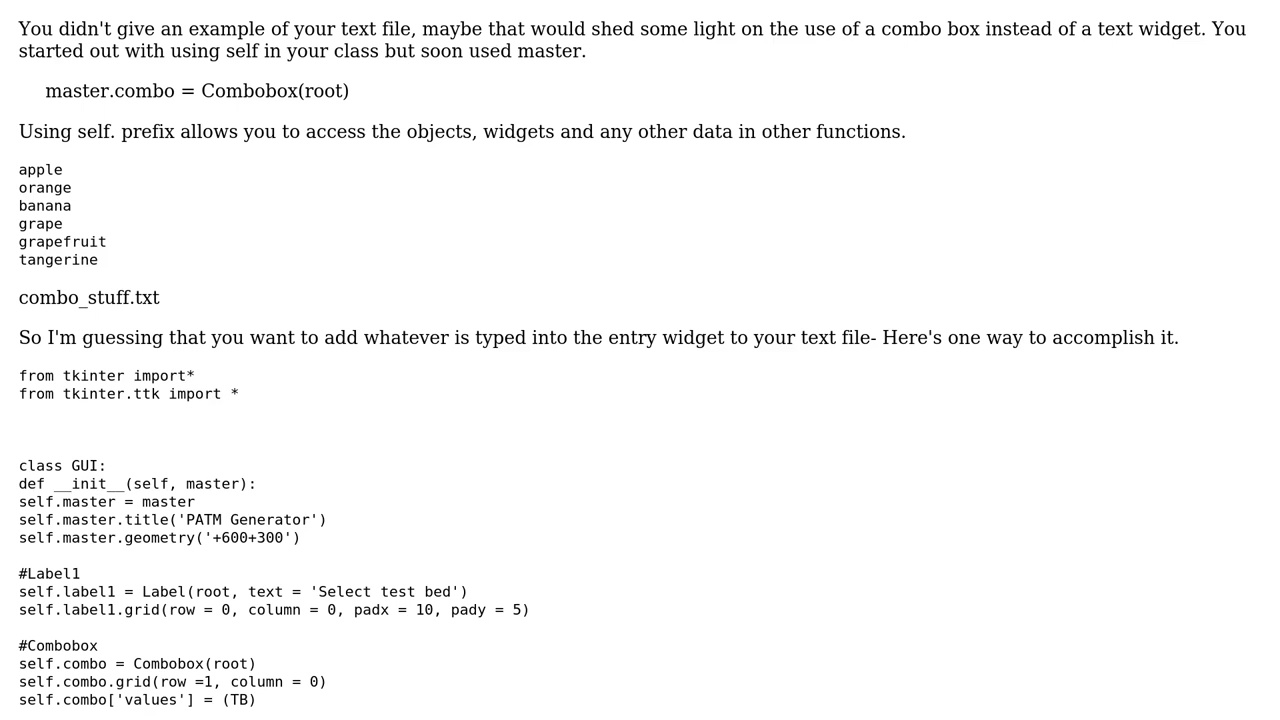 You didn't give an example of your text file, maybe that would shed some light on the use of a combo box instead of a text widget. You
started out with using self in your class but soon used master.
master.combo = Combobox(root)
Using self. prefix allows you to access the objects, widgets and any other data in other functions.
apple
orange
banana
grape
grapefruit
tangerine
combo_stuff.txt
So I'm guessing that you want to add whatever is typed into the entry widget to your text file- Here's one way to accomplish it.
from tkinter import*
from tkinter.ttk import *
class GUI:
def __init__(self, master):
self.master = master
self.master.title('PATM Generator')
self.master.geometry('+600+300')
#Label1
self.label1 = Label(root, text = 'Select test bed')
self.label1.grid(row = 0, column = 0, padx = 10, pady = 5)
#Combobox
self.combo = Combobox(root)
self.combo.grid(row =1, column = 0)
self.combo['values'] = (TB)